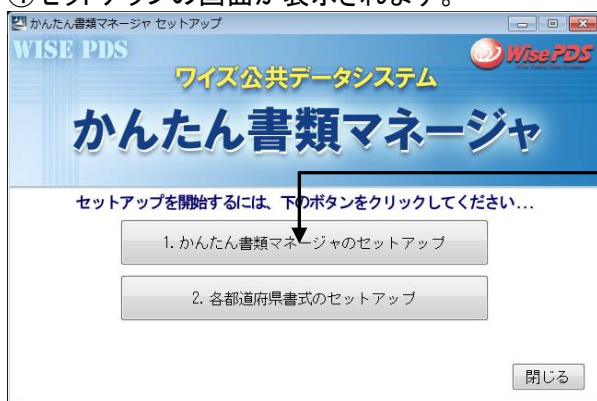 ④セットアップの画面が表示されます。
かんたん書類マネージャ セットアップ
WISE PDS
Wise PDS
ワイズ公共データシステム
かんたん書類マネージャ
セットアップを開始するには、下のボタンをクリックしてください...
1. かんたん書類マネージャのセットアップ
2. 各都道府県書式のセットアップ
閉じる